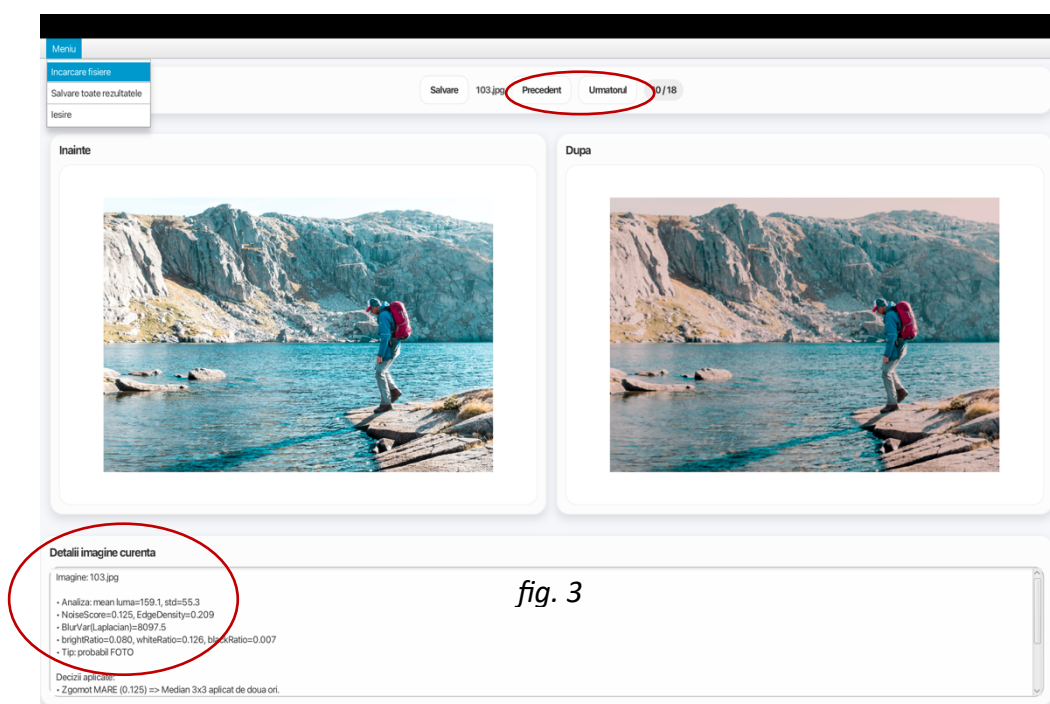 Meniu
Incarcare fisiere
Salvare toate rezultatele
Iesire
Salvare 103.jpg Precedent Urmatorul 0 / 18
Inainte
Dupa
Detalii imagine curenta
Imagine: 103.jpg
• Analiza: mean luma=159.1, std=55.3
• NoiseScore=0.125, EdgeDensity=0.209
• BlurVar(Laplacian)=8097.5
• brightRatio=0.080, whiteRatio=0.126, blackRatio=0.007
• Tip: probabil FOTO
Decizii aplicate:
• Zgomot MARE (0.125) => Median 3x3 aplicat de doua ori.
fig. 3